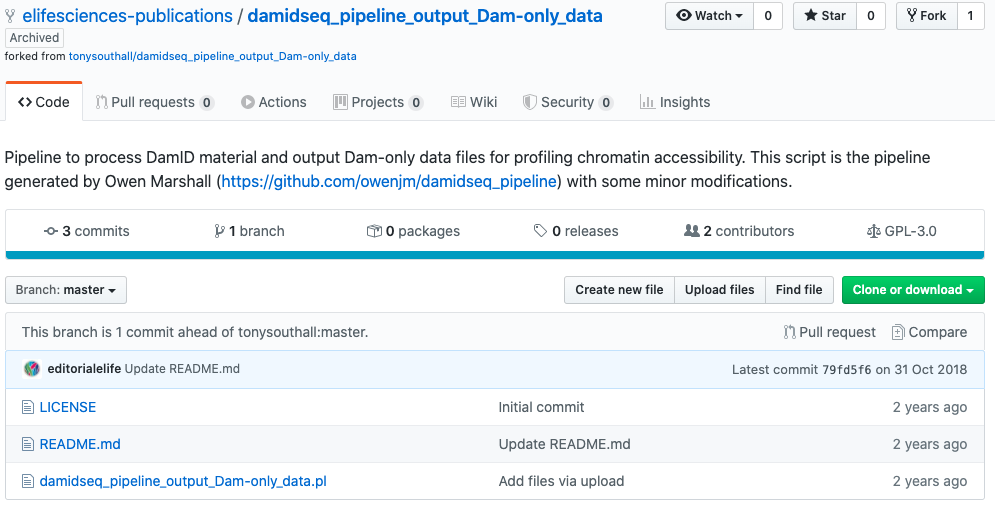 elifesciences-publications / damidseq_pipeline_output_Dam-only_data
Watch 0 Star 0 Fork 1
Archived
forked from tonysouthall/damidseq_pipeline_output_Dam-only_data
Code Pull requests 0 Actions Projects 0 Wiki Security 0 Insights
Pipeline to process DamID material and output Dam-only data files for profiling chromatin accessibility. This script is the pipeline
generated by Owen Marshall (https://github.com/owenjm/damidseq_pipeline) with some minor modifications.
3 commits 1 branch 0 packages 0 releases 2 contributors GPL-3.0
Branch: master Create new file Upload files Find file Clone or download
This branch is 1 commit ahead of tonysouthall:master. Pull request Compare
editorialelife Update README.md Latest commit 79fd5f6 on 31 Oct 2018
LICENSE Initial commit 2 years ago
README.md Update README.md 2 years ago
damidseq_pipeline_output_Dam-only_data.pl Add files via upload 2 years ago